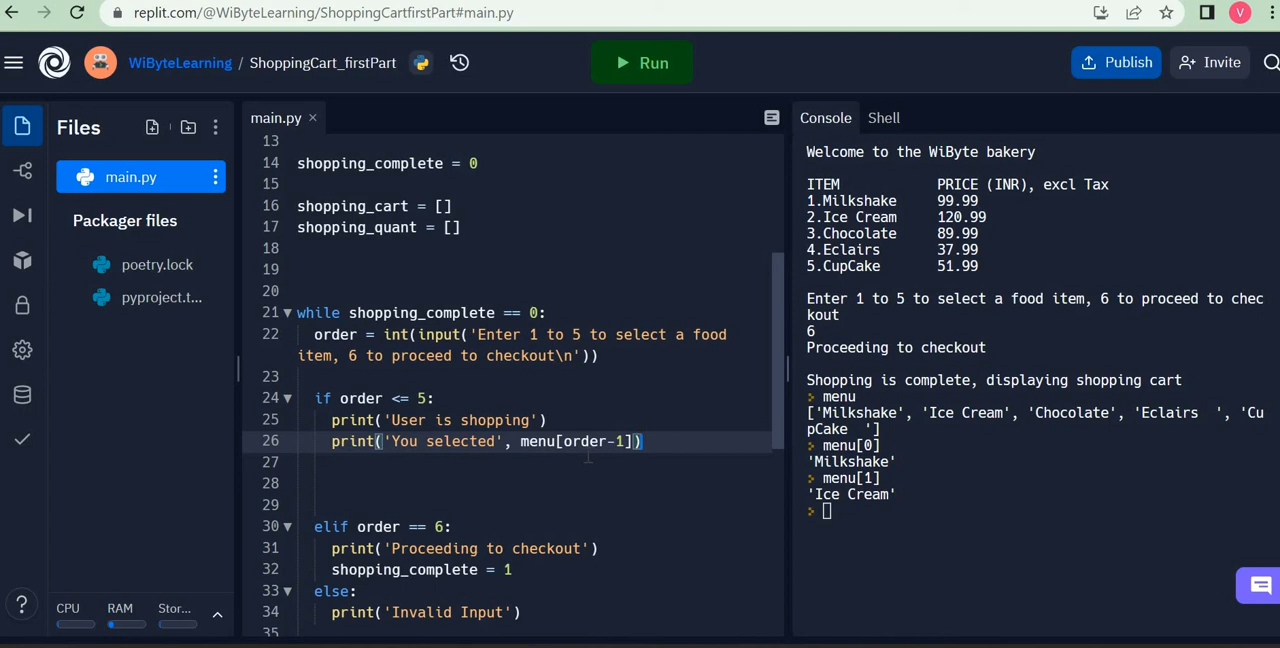 replit.com/@WiByteLearning/ShoppingCartfirstPart#main.py
V
WiByteLearning / ShoppingCart_firstPart
Run
Publish
Invite
Files
main.py
Packager files
poetry.lock
pyproject.t...
CPU RAM Stor...
?
main.py ×
13
14 shopping_complete = 0
15
16 shopping_cart = []
17 shopping_quant = []
18
19
20
21 while shopping_complete == 0:
22 order = int(input('Enter 1 to 5 to select a food
item, 6 to proceed to checkout\n'))
23
24 if order <= 5:
25 print('User is shopping')
26 print('You selected', menu[order-1])
27
28
29
30 elif order == 6:
31 print('Proceeding to checkout')
32 shopping_complete = 1
33 else:
34 print('Invalid Input')
35
Console Shell
Welcome to the WiByte bakery
ITEM PRICE (INR), excl Tax
1.Milkshake 99.99
2.Ice Cream 120.99
3.Chocolate 89.99
4.Eclairs 37.99
5.CupCake 51.99
Enter 1 to 5 to select a food item, 6 to proceed to chec
kout
6
Proceeding to checkout
Shopping is complete, displaying shopping cart
menu
['Milkshake', 'Ice Cream', 'Chocolate', 'Eclairs  ', 'Cu
pCake  ']
menu[0]
'Milkshake'
menu[1]
'Ice Cream'